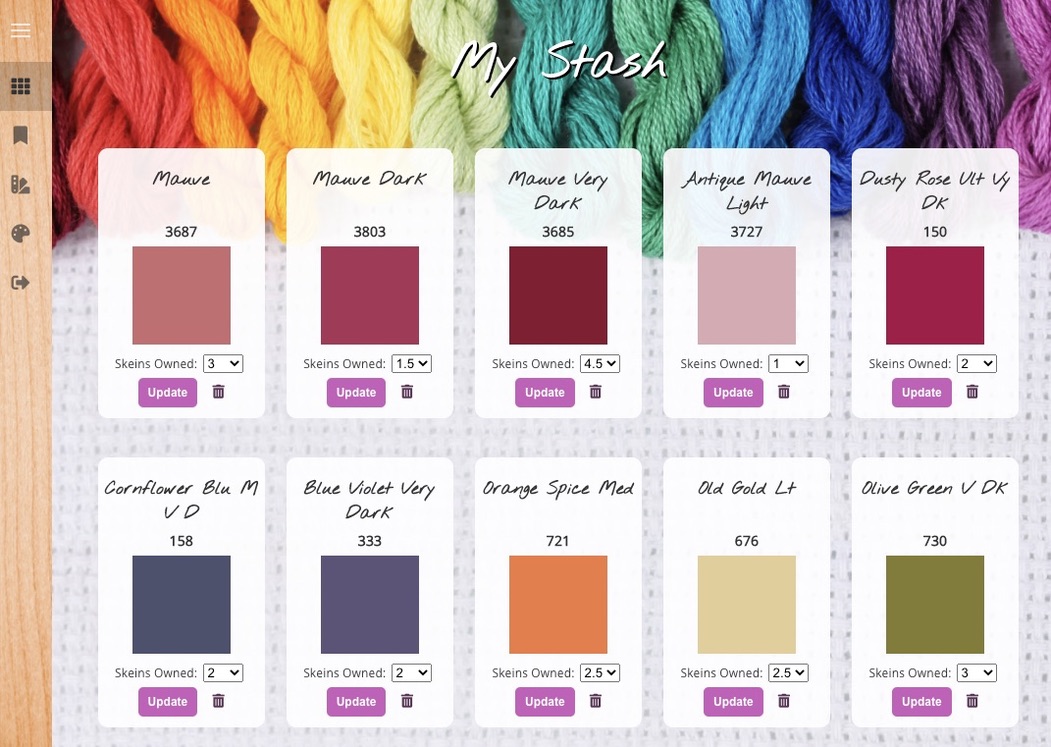 My Stash
Mauve
3687
Skeins Owned: 3
Update
Mauve Dark
3803
Skeins Owned: 1.5
Update
Mauve Very
Dark
3685
Skeins Owned: 4.5
Update
Antique Mauve
Light
3727
Skeins Owned: 1
Update
Dusty Rose Ult Vy
DK
150
Skeins Owned: 2
Update
Cornflower Blu M
V D
158
Skeins Owned: 2
Update
Blue Violet Very
Dark
333
Skeins Owned: 2
Update
Orange Spice Med
721
Skeins Owned: 2.5
Update
Old Gold Lt
676
Skeins Owned: 2.5
Update
Olive Green V DK
730
Skeins Owned: 3
Update